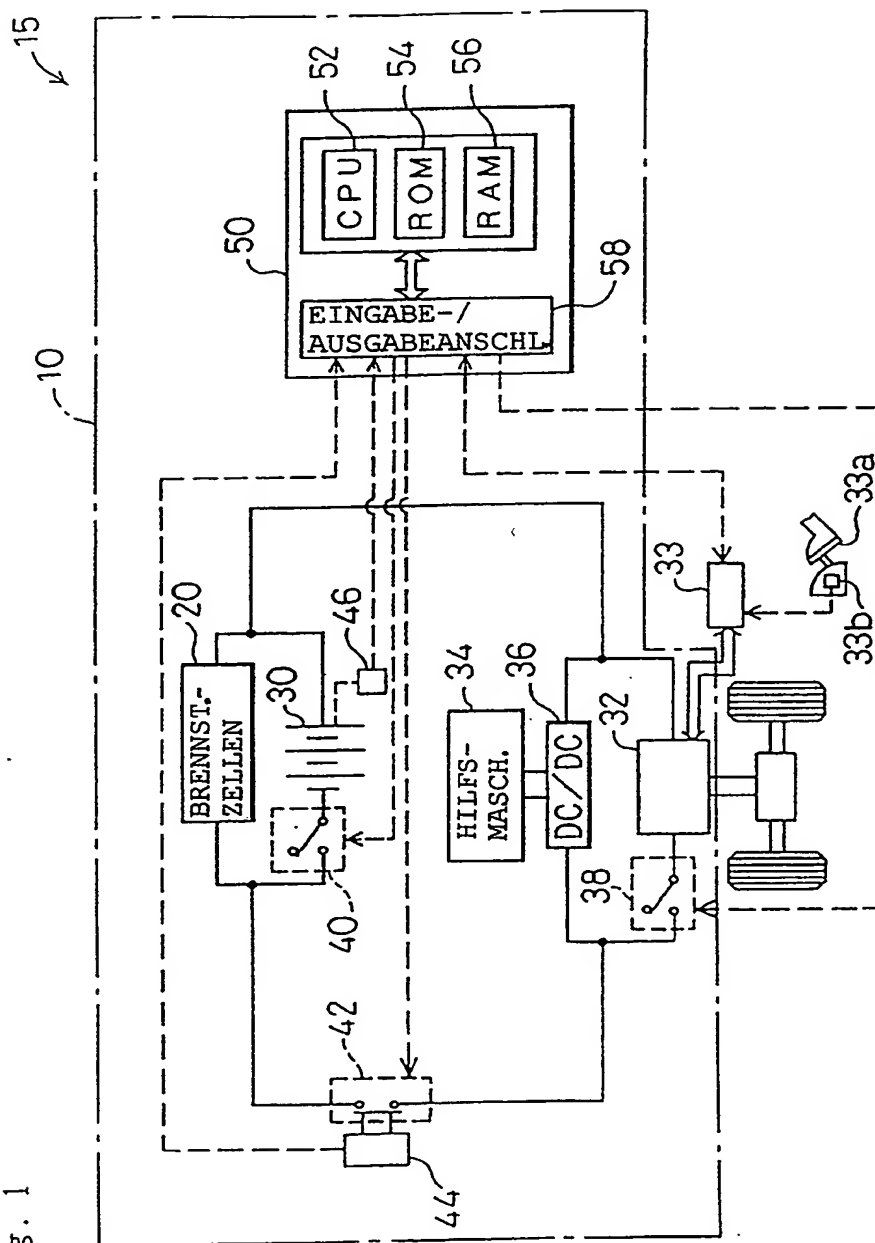 g. 1
15
10
50
CPU
52
ROM
54
RAM
56
EINGABE-/
AUSGABEANSCHL.
58
20
BRENNST.-
ZELLEN
30
46
40
42
44
34
HILFS-
MASCH.
36
DC/DC
32
38
33
33a
33b